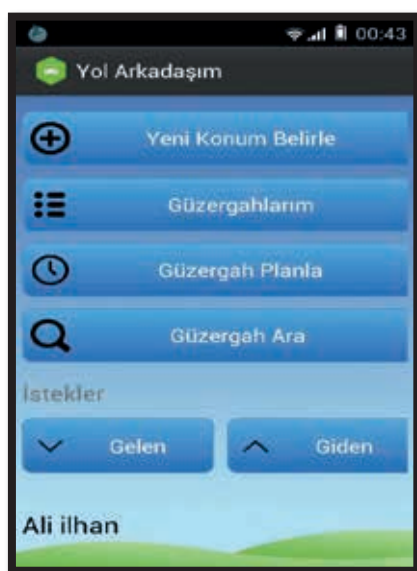 00:43
Yol Arkadaşım
Yeni Konum Belirle
Güzergahlarım
Güzergah Planla
Güzergah Ara
İstekler
Gelen Giden
Ali ilhan